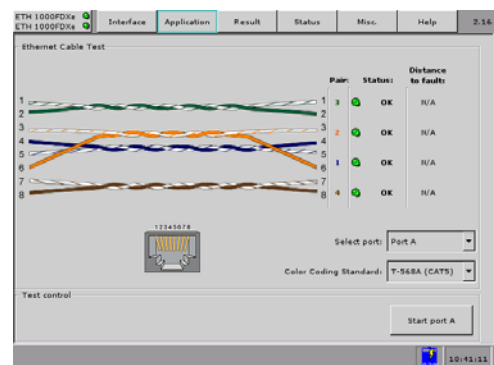 ETH 1000FDXe Interface Application Result Status Misc. Help 2.16
ETH 1000FDXe
Ethernet Cable Test
Pair: Status: Distance to fault:
1 1 3 OK N/A
2 2
3 3 2 OK N/A
4 4
5 5 1 OK N/A
6 6
7 7 4 OK N/A
8 8
12345678
Select port: Port A
Color Coding Standard: T-568A (CAT5)
Test control
Start port A
10:41:11